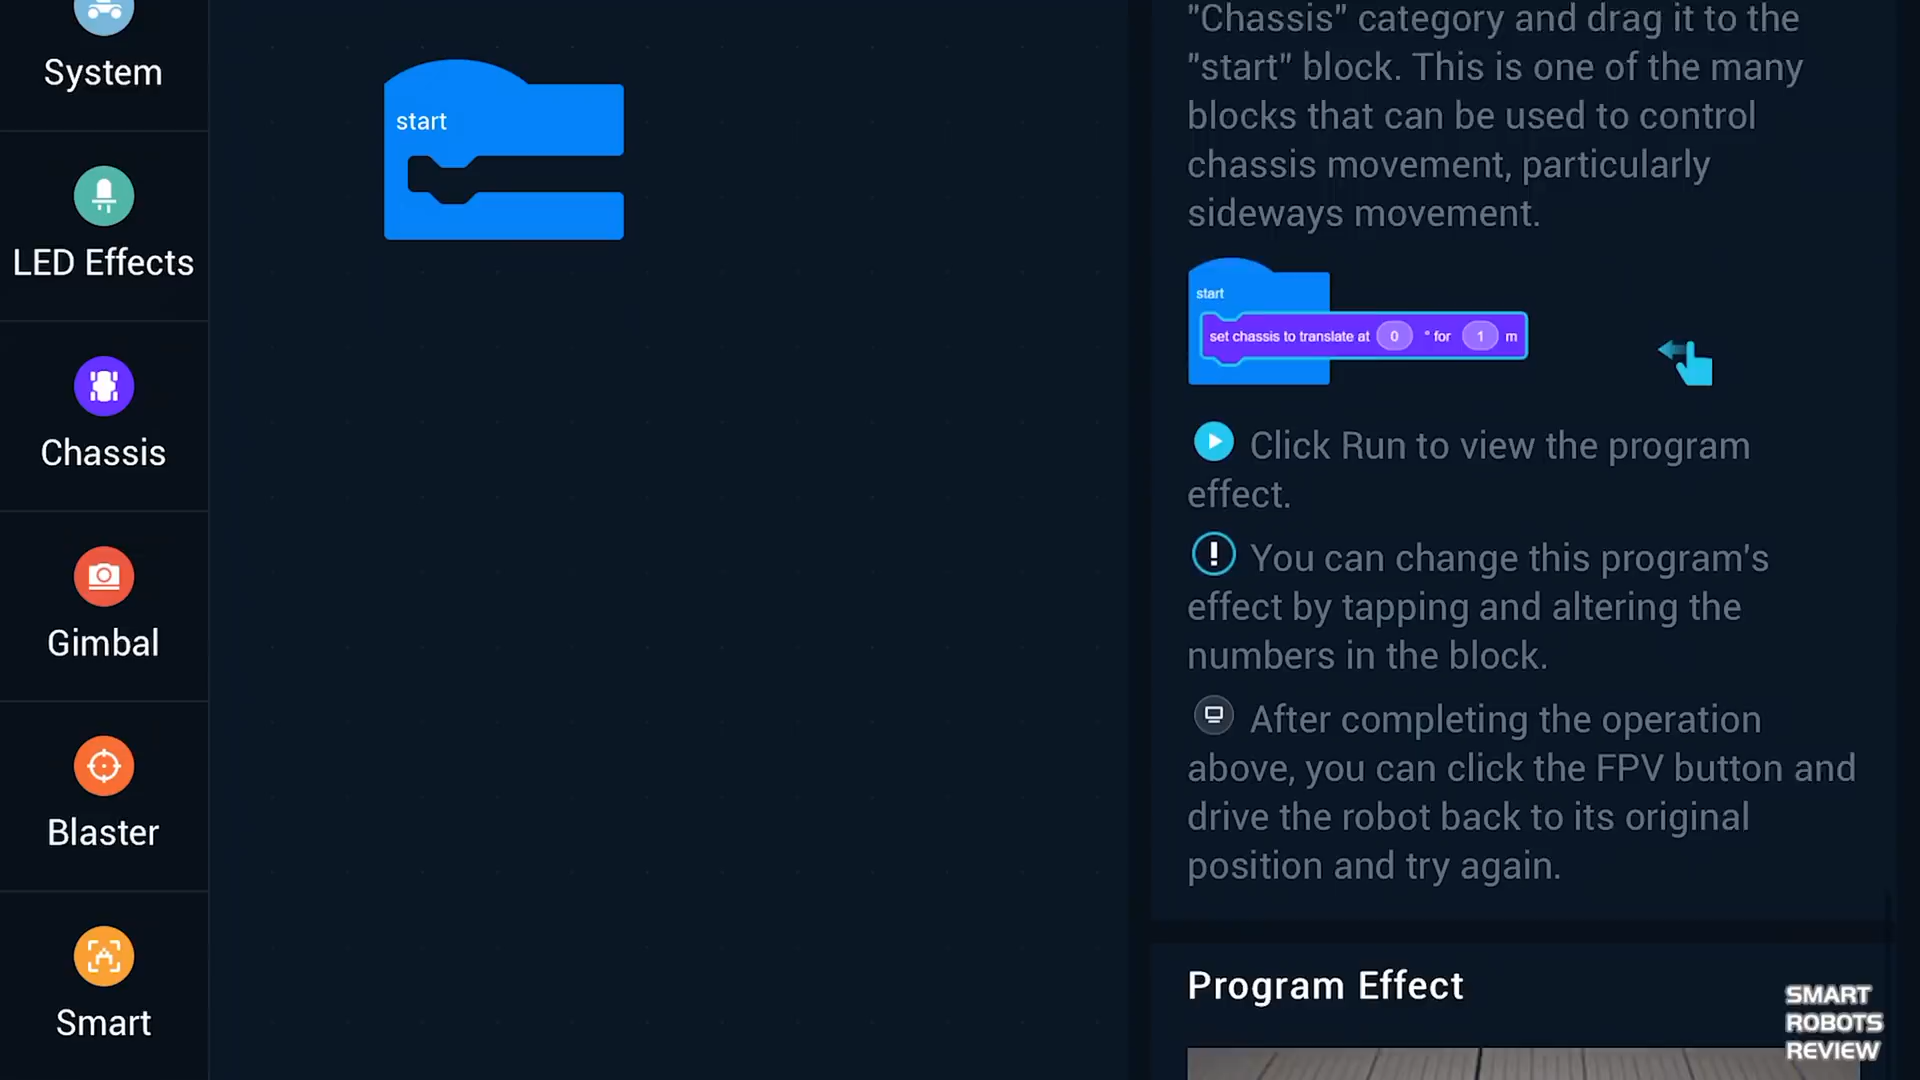 System
LED Effects
Chassis
Gimbal
Blaster
Smart
start
"Chassis" category and drag it to the
"start" block. This is one of the many
blocks that can be used to control
chassis movement, particularly
sideways movement.
start
set chassis to translate at 0 ° for 1 m
Click Run to view the program
effect.
You can change this program's
effect by tapping and altering the
numbers in the block.
After completing the operation
above, you can click the FPV button and
drive the robot back to its original
position and try again.
Program Effect
SMART
ROBOTS
REVIEW